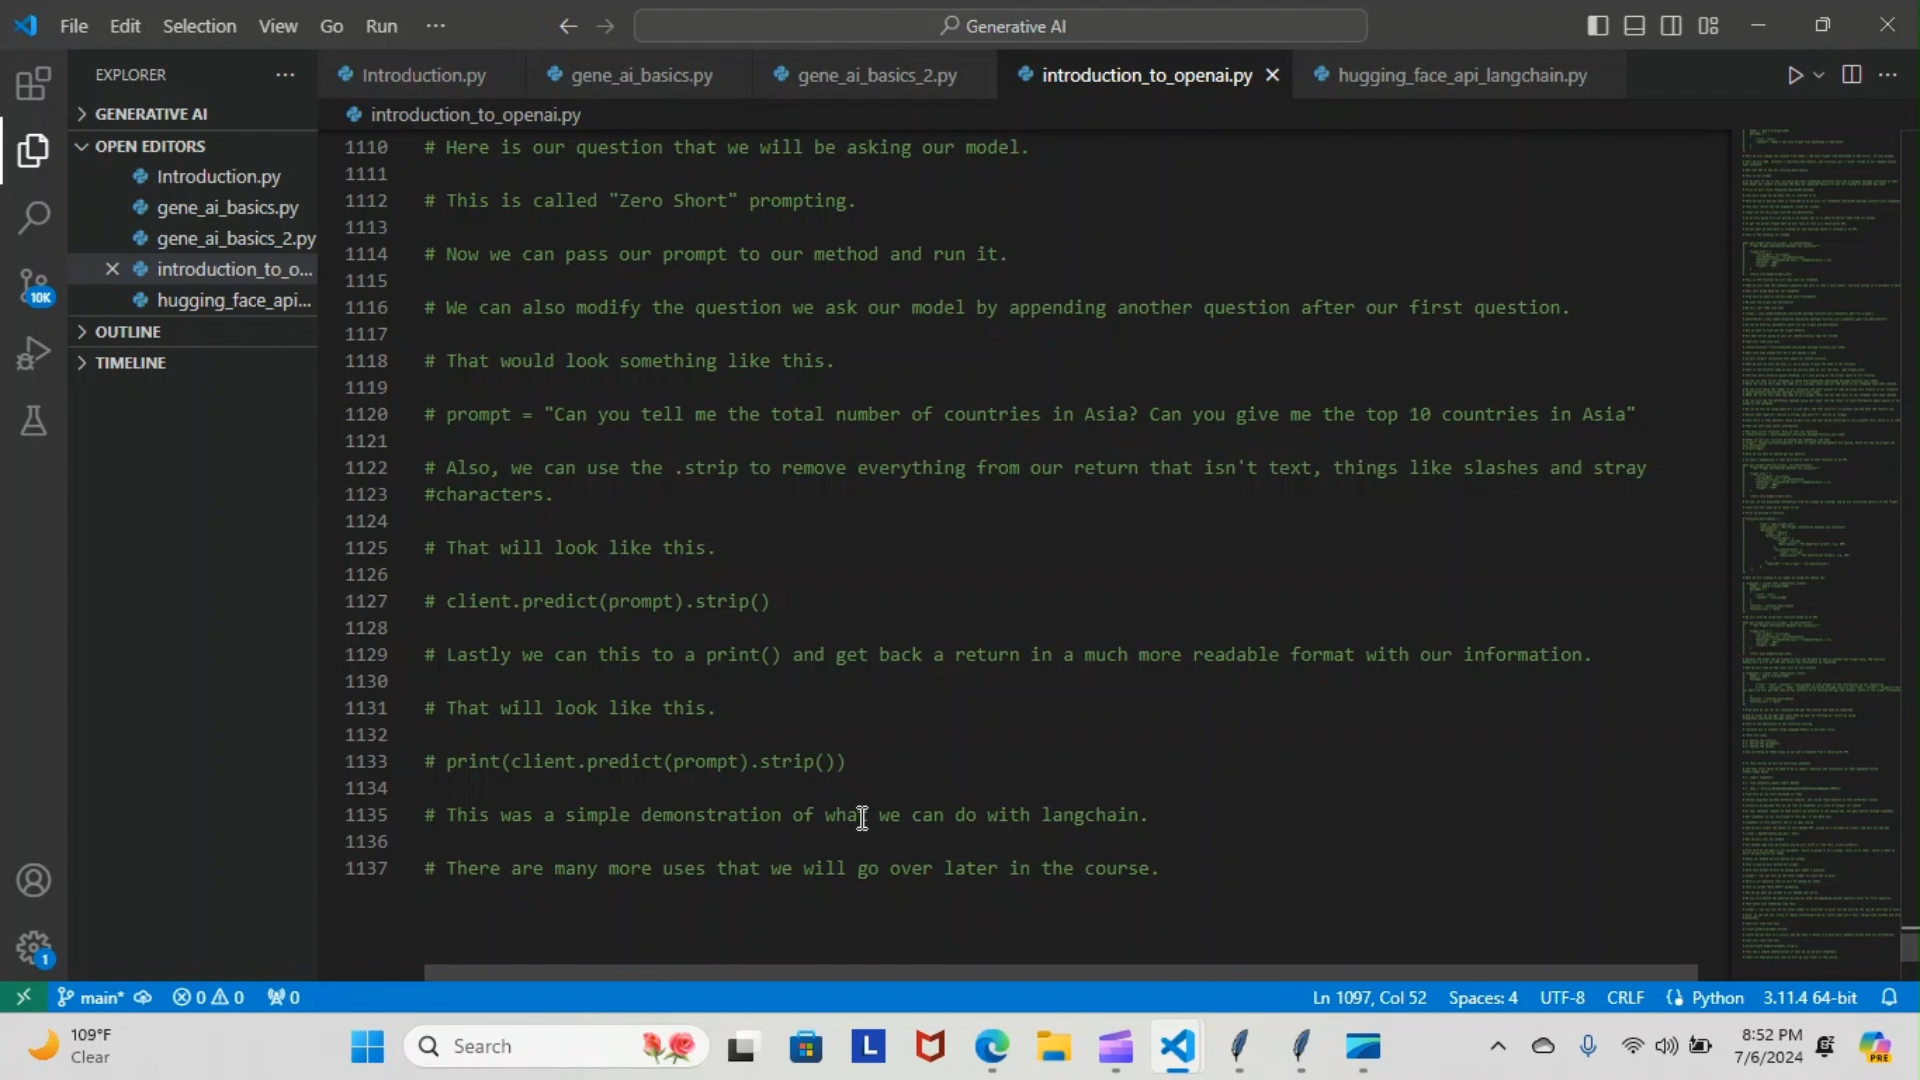 File Edit Selection View Go Run ··· Generative AI
EXPLORER ···
GENERATIVE AI
OPEN EDITORS
Introduction.py
gene_ai_basics.py
gene_ai_basics_2.py
introduction_to_o...
hugging_face_api...
OUTLINE
TIMELINE
10K
1
Introduction.py gene_ai_basics.py gene_ai_basics_2.py introduction_to_openai.py hugging_face_api_langchain.py ···
introduction_to_openai.py
1110 # Here is our question that we will be asking our model.
1111
1112 # This is called "Zero Short" prompting.
1113
1114 # Now we can pass our prompt to our method and run it.
1115
1116 # We can also modify the question we ask our model by appending another question after our first question.
1117
1118 # That would look something like this.
1119
1120 # prompt = "Can you tell me the total number of countries in Asia? Can you give me the top 10 countries in Asia"
1121
1122 # Also, we can use the .strip to remove everything from our return that isn't text, things like slashes and stray
1123 #characters.
1124
1125 # That will look like this.
1126
1127 # client.predict(prompt).strip()
1128
1129 # Lastly we can this to a print() and get back a return in a much more readable format with our information.
1130
1131 # That will look like this.
1132
1133 # print(client.predict(prompt).strip())
1134
1135 # This was a simple demonstration of what we can do with langchain.
1136
1137 # There are many more uses that we will go over later in the course.
main* 0 0 0 Ln 1097, Col 52 Spaces: 4 UTF-8 CRLF Python 3.11.4 64-bit
109°F
Clear
Search
L
PRE
8:52 PM
7/6/2024